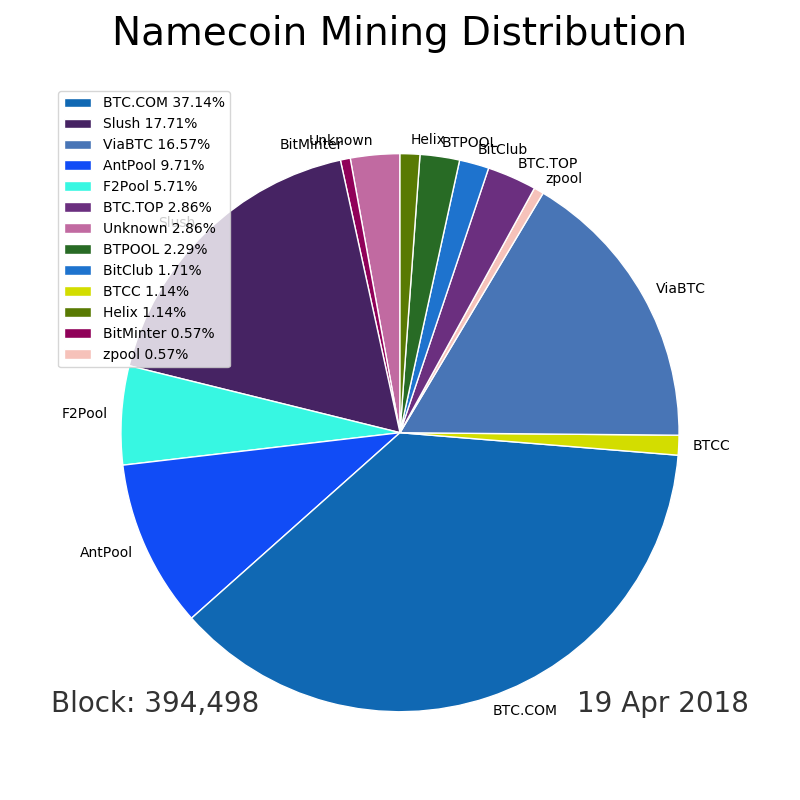 Namecoin Mining Distribution
BTC.COM 37.14%
Slush 17.71%
ViaBTC 16.57%
AntPool 9.71%
F2Pool 5.71%
BTC.TOP 2.86%
Unknown 2.86%
BTPOOL 2.29%
BitClub 1.71%
BTCC 1.14%
Helix 1.14%
BitMinter 0.57%
zpool 0.57%
Helix
BTPOOL
BitClub
BTC.TOP
zpool
ViaBTC
BTCC
BTC.COM
AntPool
F2Pool
Slush
BitMinter
Unknown
Block: 394,498
19 Apr 2018